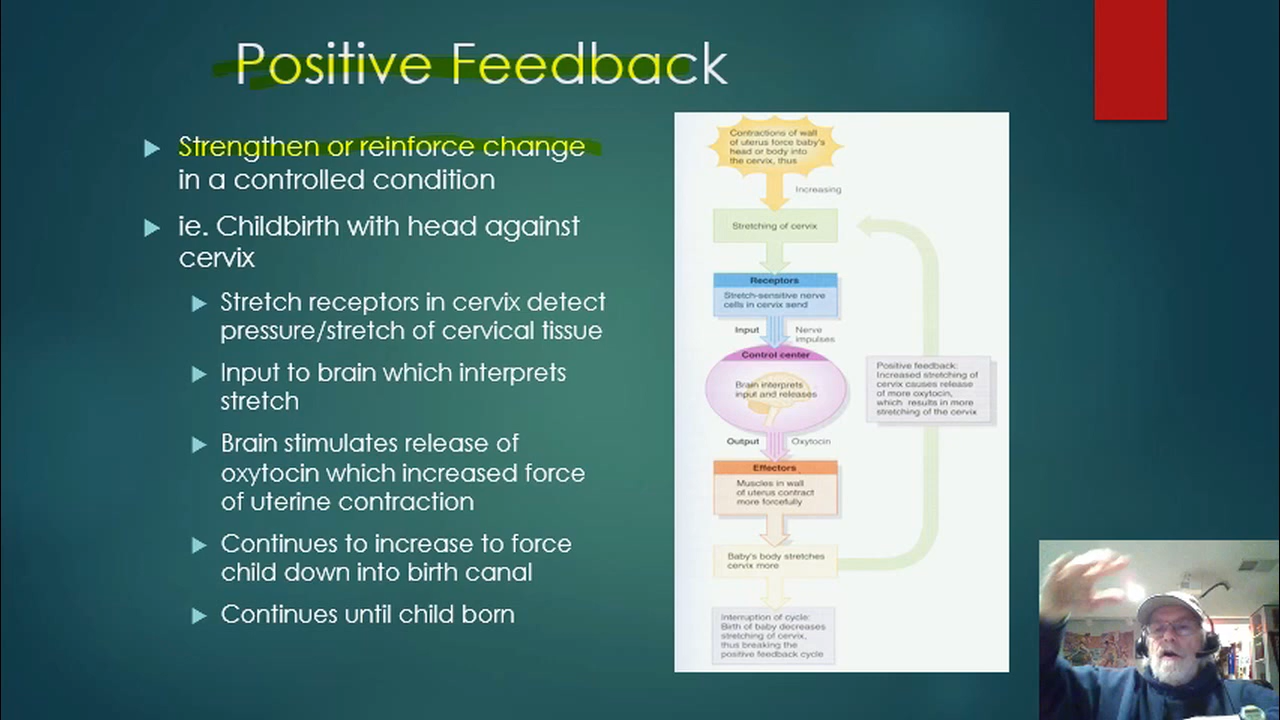 Positive Feedback
Strengthen or reinforce change
in a controlled condition
ie. Childbirth with head against
cervix
Stretch receptors in cervix detect
pressure/stretch of cervical tissue
Input to brain which interprets
stretch
Brain stimulates release of
oxytocin which increased force
of uterine contraction
Continues to increase to force
child down into birth canal
Continues until child born
Contractions of wall
of uterus force baby's
head or body into
the cervix, thus
Increasing
Stretching of cervix
Receptors
Stretch-sensitive nerve
cells in cervix send
Input
Nerve
impulses
Control center
Brain interprets
input and releases
Output
Oxytocin
Effectors
Muscles in wall
of uterus contract
more forcefully
Baby's body stretches
cervix more
Interruption of cycle:
Birth of baby decreases
stretching of cervix,
thus breaking the
positive feedback cycle
Positive feedback:
Increased stretching of
cervix causes release
of more oxytocin,
which results in more
stretching of the cervix